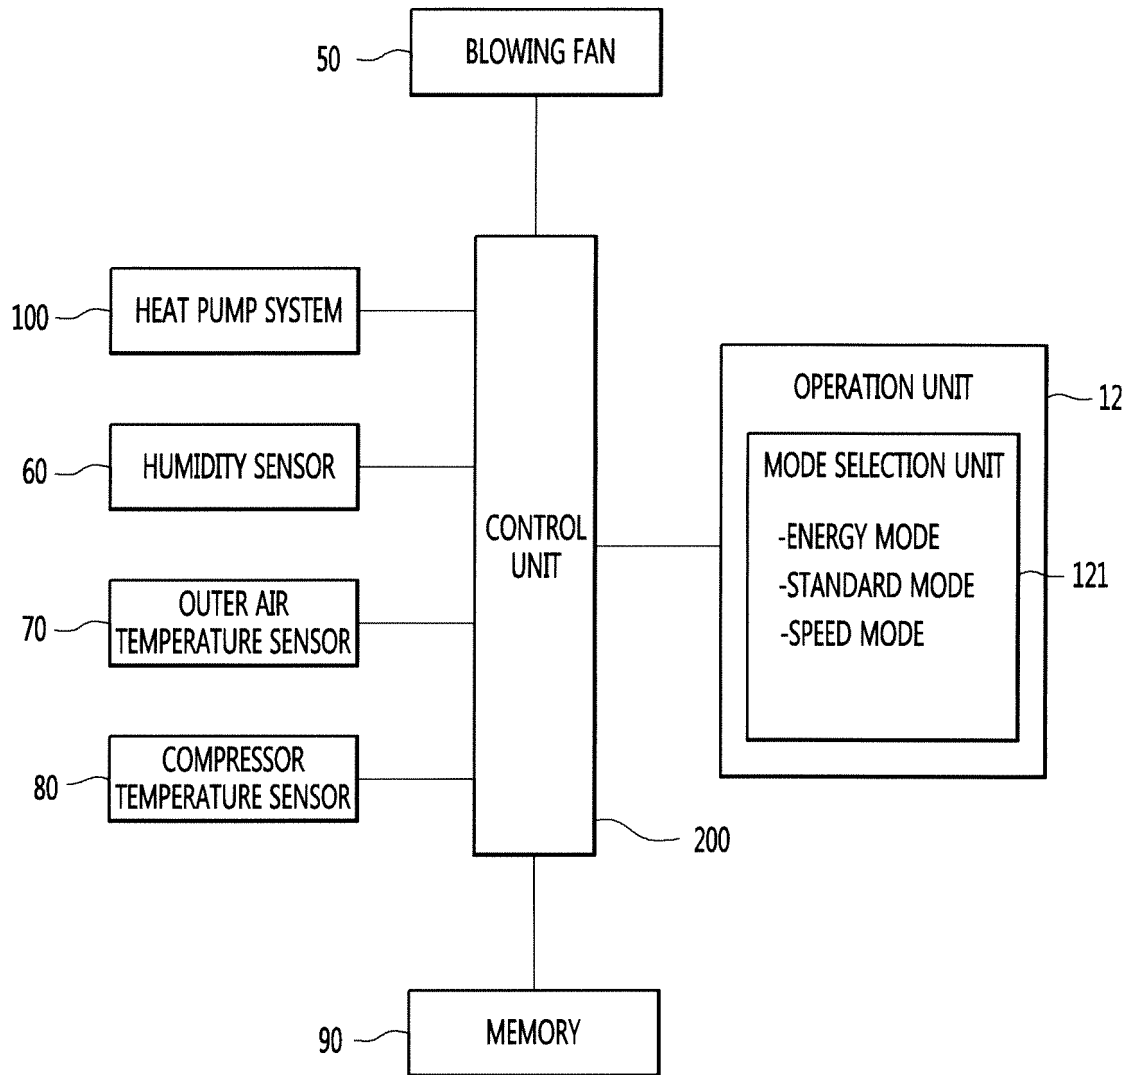 50
BLOWING FAN
100
HEAT PUMP SYSTEM
OPERATION UNIT
12
60
HUMIDITY SENSOR
MODE SELECTION UNIT
-ENERGY MODE
-STANDARD MODE
-SPEED MODE
121
CONTROL
UNIT
70
OUTER AIR
TEMPERATURE SENSOR
80
COMPRESSOR
TEMPERATURE SENSOR
200
90
MEMORY